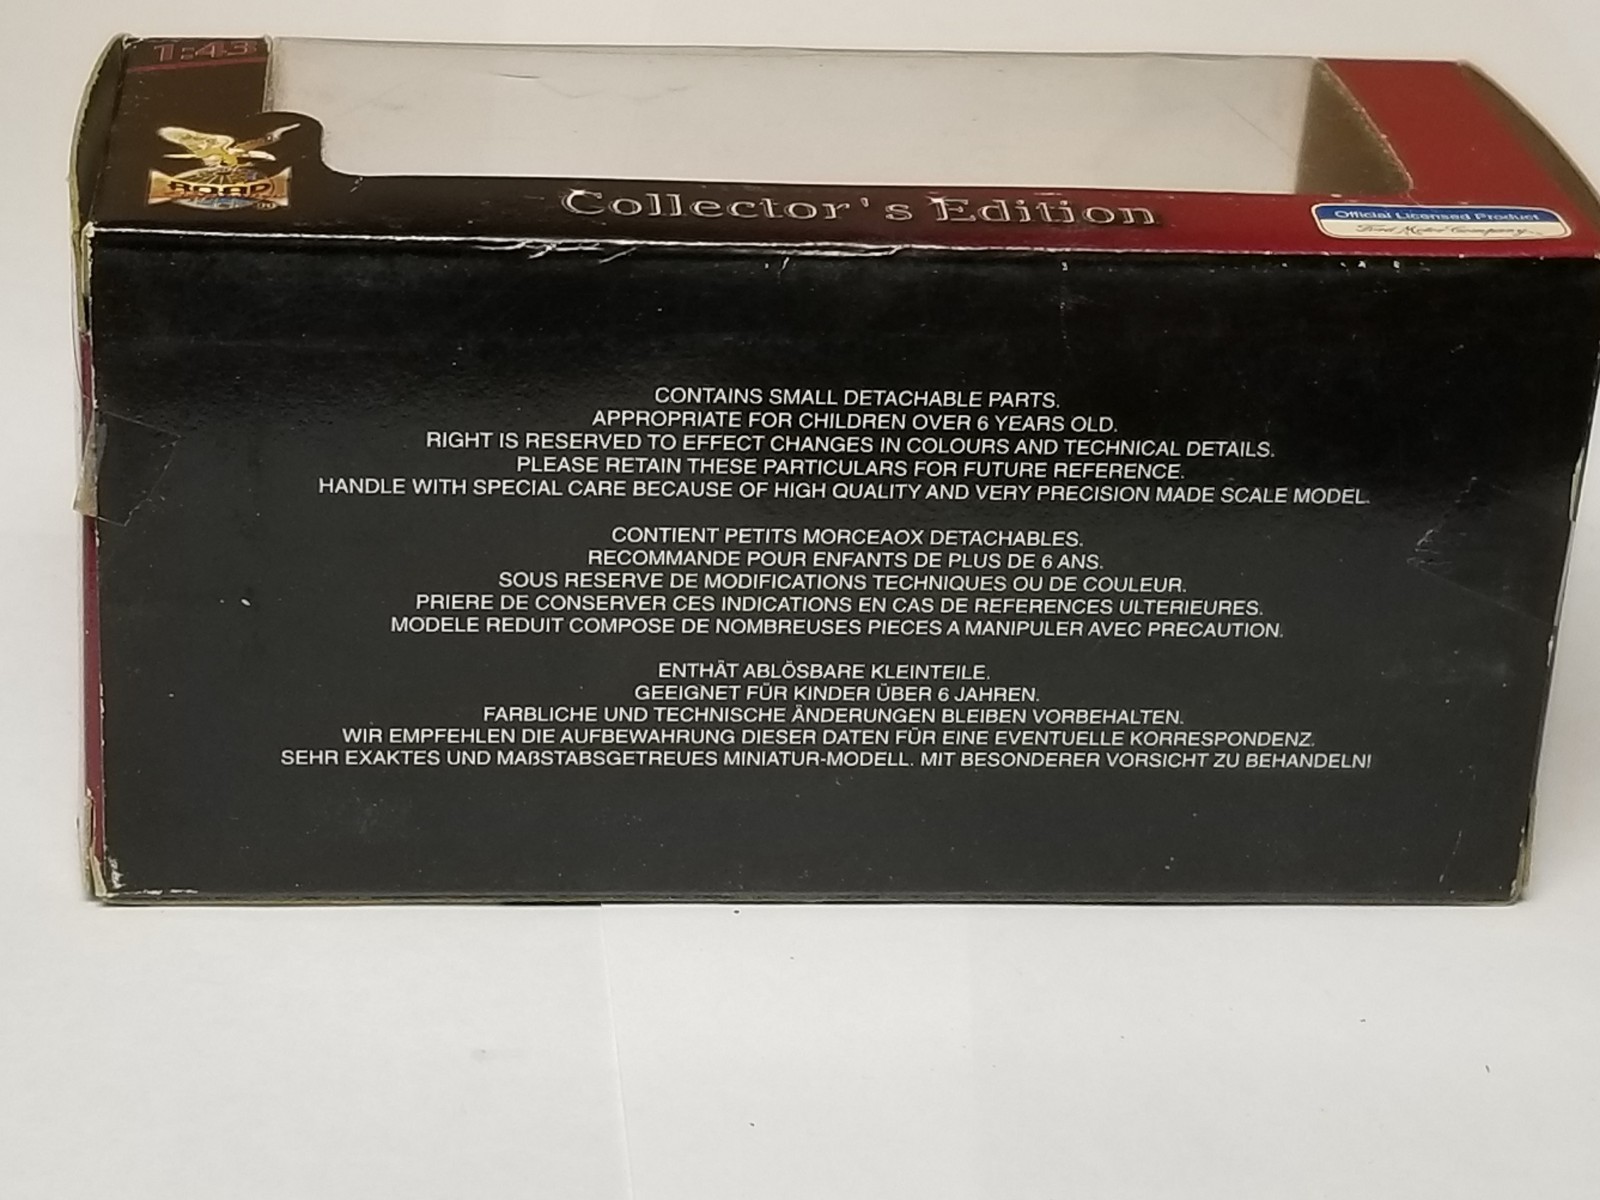 1:43
ROAD
Collector's Edition
Official Licensed Product
Ford Motor Company
CONTAINS SMALL DETACHABLE PARTS.
APPROPRIATE FOR CHILDREN OVER 6 YEARS OLD.
RIGHT IS RESERVED TO EFFECT CHANGES IN COLOURS AND TECHNICAL DETAILS.
PLEASE RETAIN THESE PARTICULARS FOR FUTURE REFERENCE.
HANDLE WITH SPECIAL CARE BECAUSE OF HIGH QUALITY AND VERY PRECISION MADE SCALE MODEL.
CONTIENT PETITS MORCEAOX DETACHABLES.
RECOMMANDE POUR ENFANTS DE PLUS DE 6 ANS.
SOUS RESERVE DE MODIFICATIONS TECHNIQUES OU DE COULEUR.
PRIERE DE CONSERVER CES INDICATIONS EN CAS DE REFERENCES ULTERIEURES.
MODELE REDUIT COMPOSE DE NOMBREUSES PIECES A MANIPULER AVEC PRECAUTION.
ENTHÄT ABLÖSBARE KLEINTEILE.
GEEIGNET FÜR KINDER ÜBER 6 JAHREN.
FARBLICHE UND TECHNISCHE ÄNDERUNGEN BLEIBEN VORBEHALTEN.
WIR EMPFEHLEN DIE AUFBEWAHRUNG DIESER DATEN FÜR EINE EVENTUELLE KORRESPONDENZ.
SEHR EXAKTES UND MAßSTABSGETREUES MINIATUR-MODELL. MIT BESONDERER VORSICHT ZU BEHANDELN!